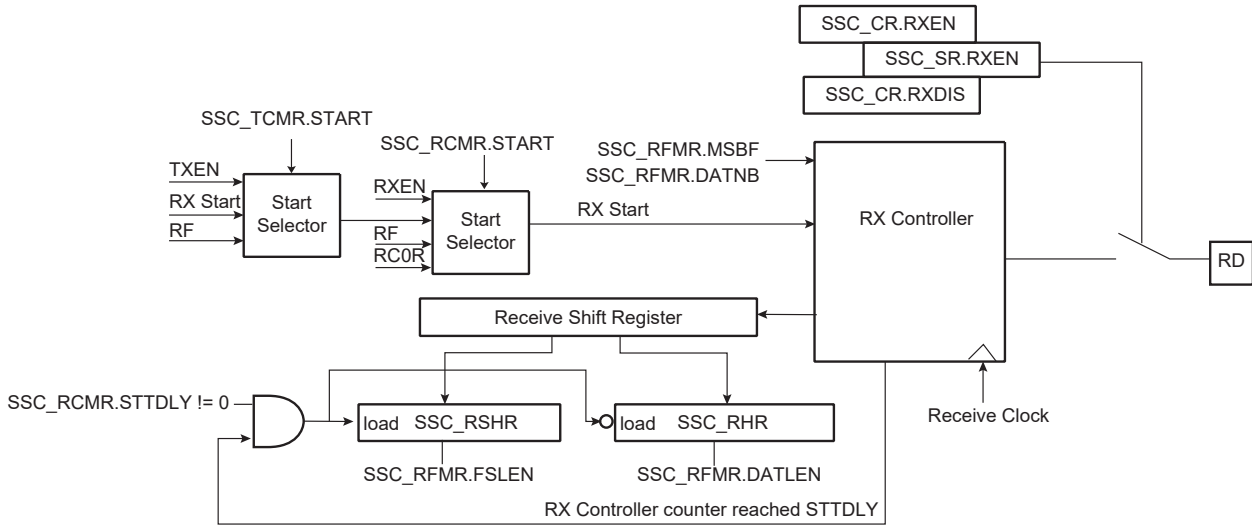 SSC_CR.RXEN
SSC_SR.RXEN
SSC_CR.RXDIS
SSC_TCMR.START
SSC_RCMR.START
SSC_RFMR.MSBF
SSC_RFMR.DATNB
TXEN
RX Start
RF
Start
Selector
RXEN
RF
RC0R
Start
Selector
RX Start
RX Controller
RD
Receive Shift Register
SSC_RCMR.STTDLY != 0
load SSC_RSHR
load SSC_RHR
Receive Clock
SSC_RFMR.FSLEN
SSC_RFMR.DATLEN
RX Controller counter reached STTDLY